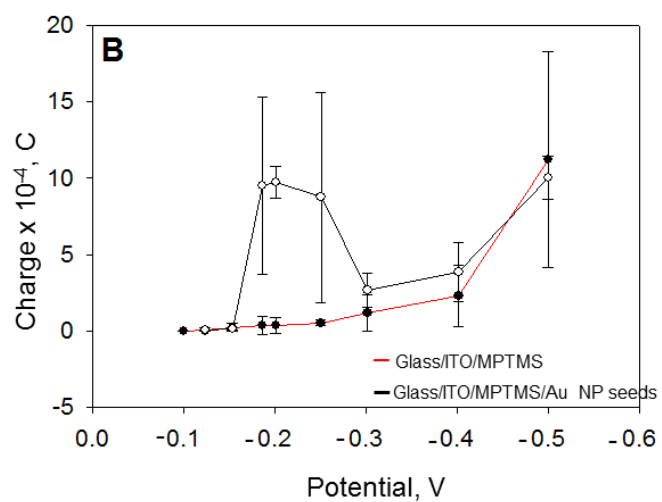 B
Charge x 10-4, C
20
15
10
5
0
-5
0.0 -0.1 -0.2 -0.3 -0.4 -0.5 -0.6
Potential, V
Glass/ITO/MPTMS
Glass/ITO/MPTMS/Au NP seeds